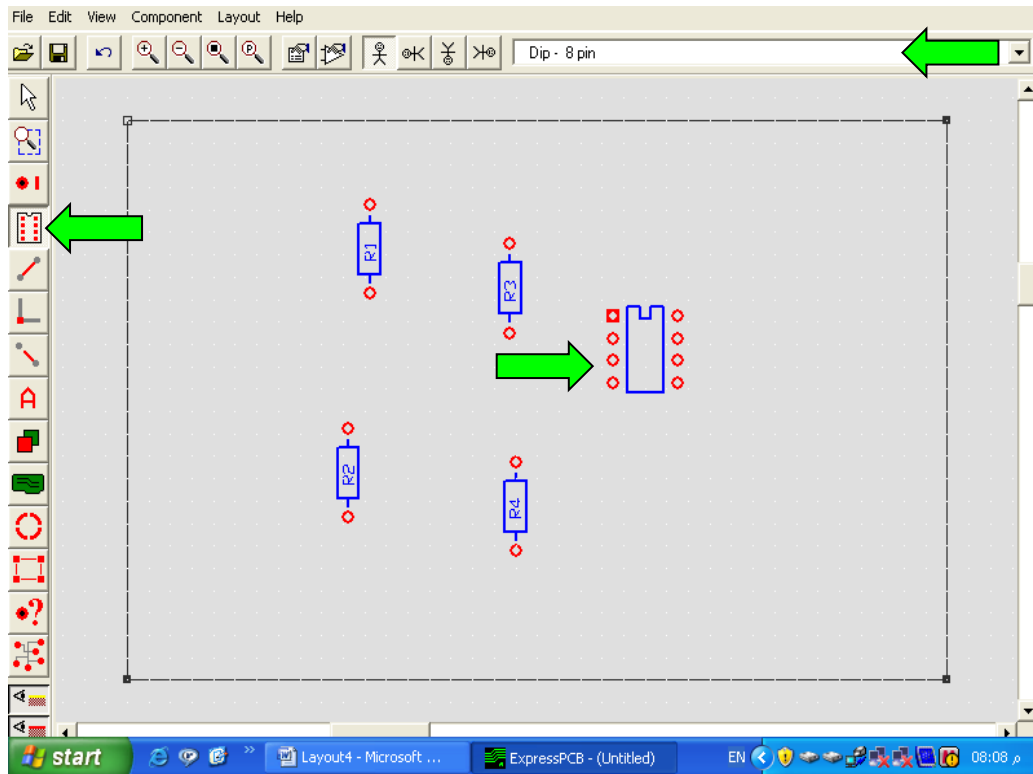 File Edit View Component Layout Help
Dip - 8 pin
R1
R3
R2
R4
start
Layout4 - Microsoft ...
ExpressPCB - (Untitled)
EN
08:08 م